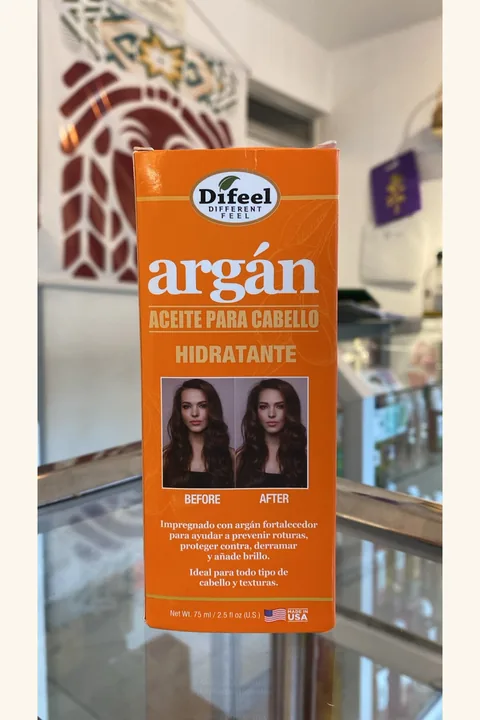 Difeel
DIFFERENT
FEEL
argán
ACEITE PARA CABELLO
HIDRATANTE
BEFORE AFTER
Impregnado con argán fortalecedor
para ayudar a prevenir roturas,
proteger contra, derramar
y añade brillo.
Ideal para todo tipo de
cabello y texturas.
Net Wt. 75 ml / 2.5 fl oz (U.S.) MADE IN
USA